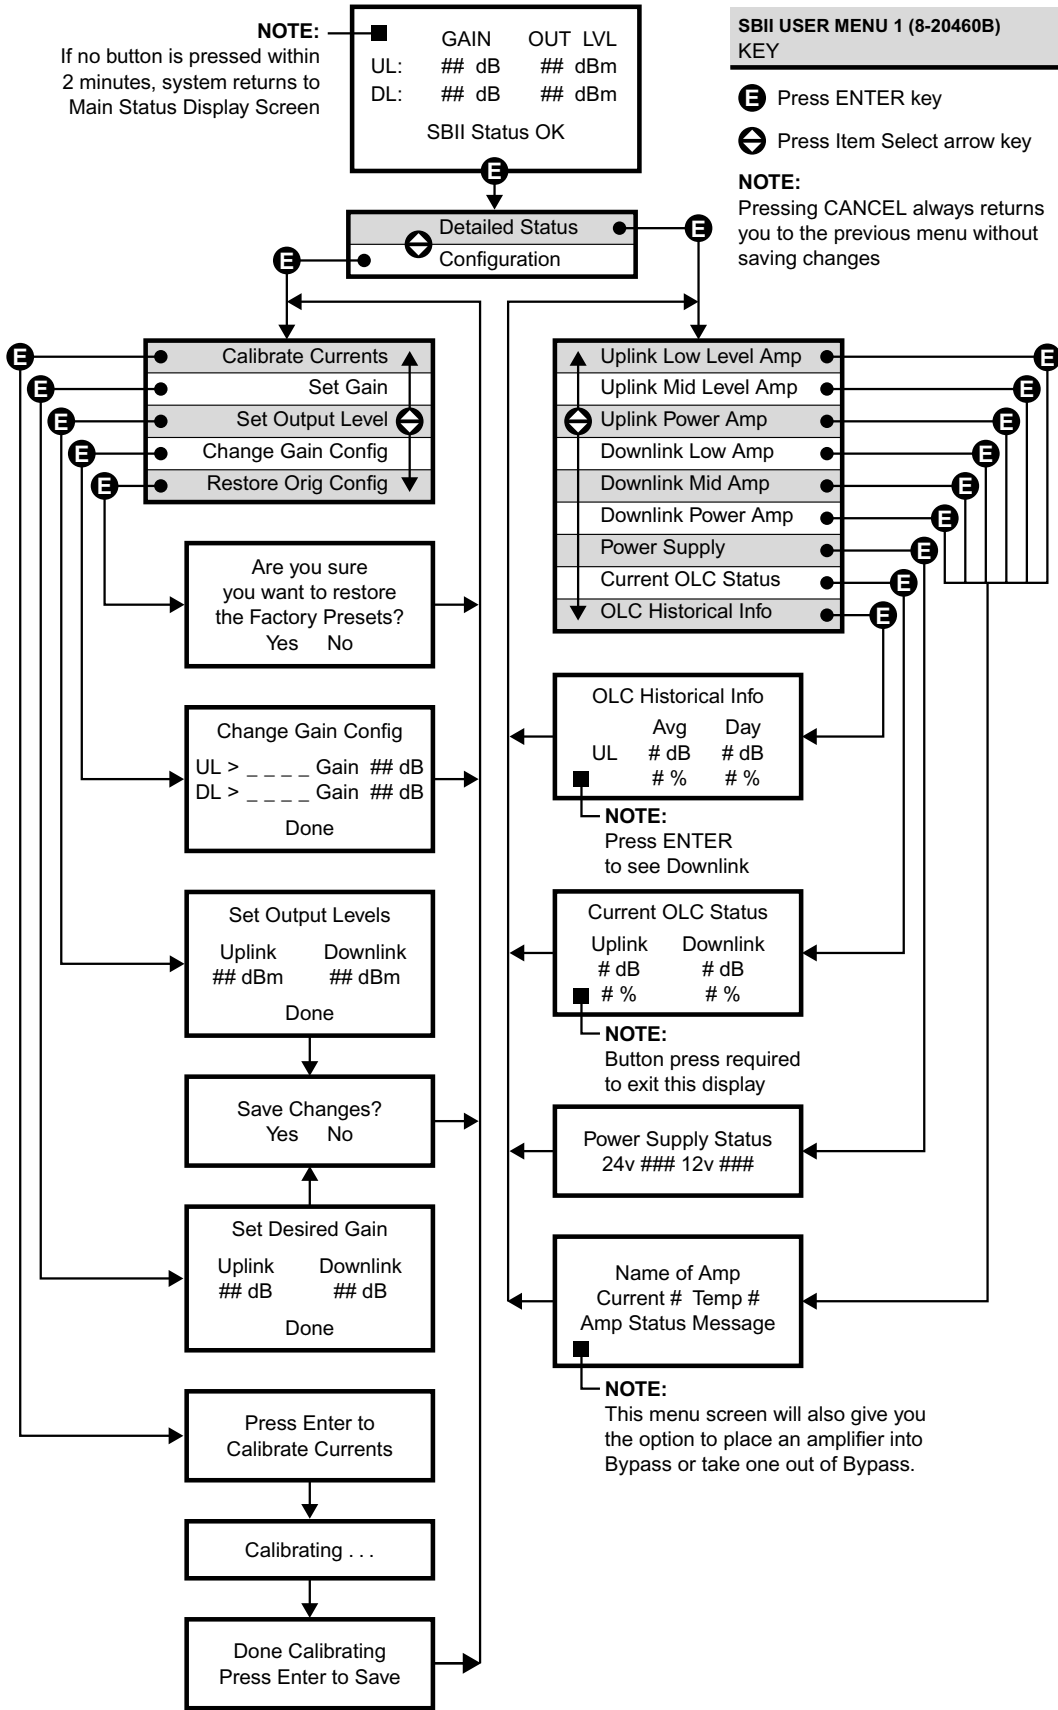 NOTE:
If no button is pressed within
2 minutes, system returns to
Main Status Display Screen
GAIN OUT LVL
UL: ## dB ## dBm
DL: ## dB ## dBm
SBII Status OK
SBII USER MENU 1 (8-20460B)
KEY
E Press ENTER key
Press Item Select arrow key
NOTE:
Pressing CANCEL always returns
you to the previous menu without
saving changes
E
Detailed Status
Configuration
E
E
Calibrate Currents
Set Gain
Set Output Level
Change Gain Config
Restore Orig Config
E
E
E
E
E
Uplink Low Level Amp
Uplink Mid Level Amp
Uplink Power Amp
Downlink Low Amp
Downlink Mid Amp
Downlink Power Amp
Power Supply
Current OLC Status
OLC Historical Info
E
E
E
E
E
E
E
E
E
Are you sure
you want to restore
the Factory Presets?
Yes No
Change Gain Config
UL > _ _ _ _ Gain ## dB
DL > _ _ _ _ Gain ## dB
Done
Set Output Levels
Uplink Downlink
## dBm ## dBm
Done
Save Changes?
Yes No
Set Desired Gain
Uplink Downlink
## dB ## dB
Done
Press Enter to
Calibrate Currents
Calibrating . . .
Done Calibrating
Press Enter to Save
OLC Historical Info
Avg Day
UL # dB # dB
# % # %
NOTE:
Press ENTER
to see Downlink
Current OLC Status
Uplink Downlink
# dB # dB
# % # %
NOTE:
Button press required
to exit this display
Power Supply Status
24v ### 12v ###
Name of Amp
Current # Temp #
Amp Status Message
NOTE:
This menu screen will also give you
the option to place an amplifier into
Bypass or take one out of Bypass.